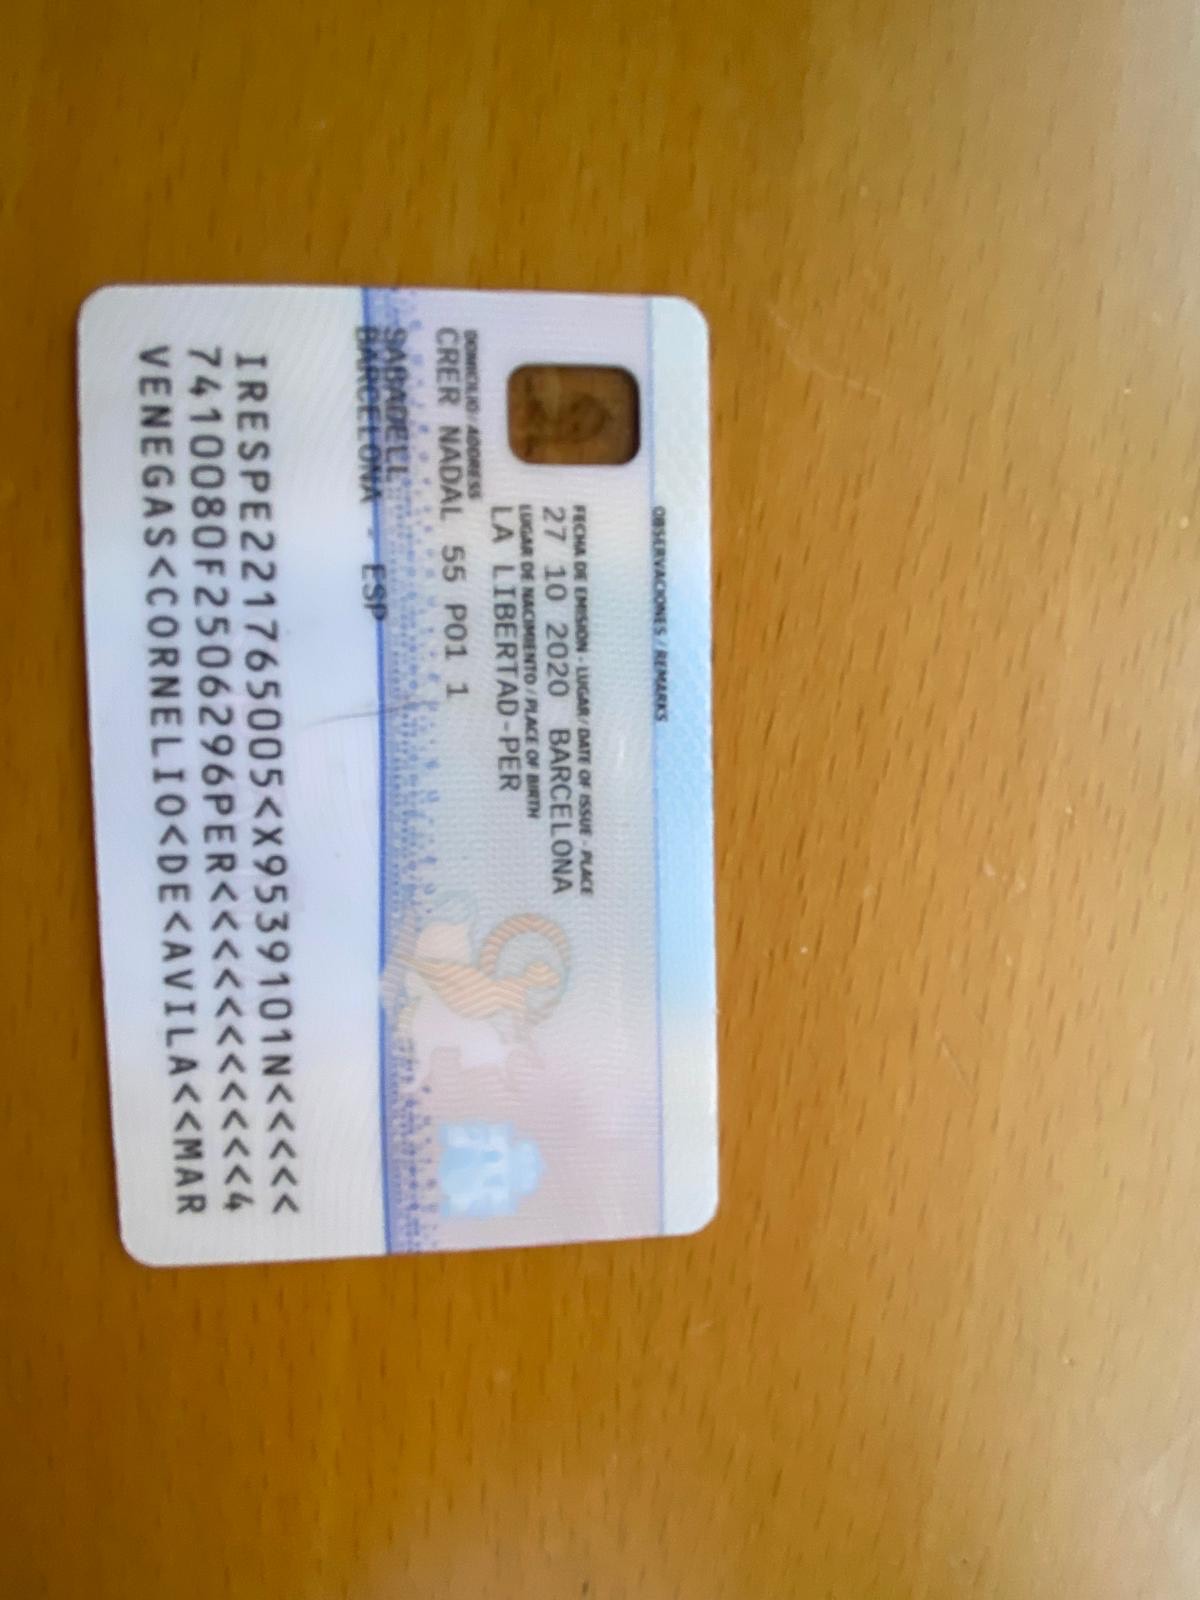 OBSERVACIONES / REMARKS
FECHA DE EMISIÓN - LUGAR / DATE OF ISSUE - PLACE
27 10 2020 BARCELONA
LUGAR DE NACIMIENTO / PLACE OF BIRTH
LA LIBERTAD-PER
DOMICILIO / ADDRESS
CRER NADAL 55 P01 1
SABADELL
BARCELONA - ESP
IRESPE221765005<X9539101N<<<<<
7410080F2506296PER<<<<<<<<<<<4
VENEGAS<CORNELIO<DE<AVILA<<MAR